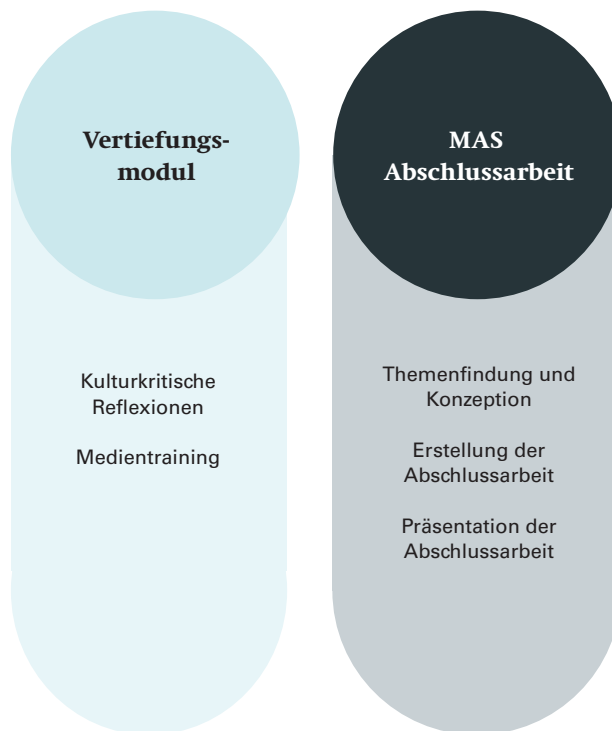 Vertiefungs-
modul
Kulturkritische
Reflexionen
Medientraining
MAS
Abschlussarbeit
Themenfindung und
Konzeption
Erstellung der
Abschlussarbeit
Präsentation der
Abschlussarbeit